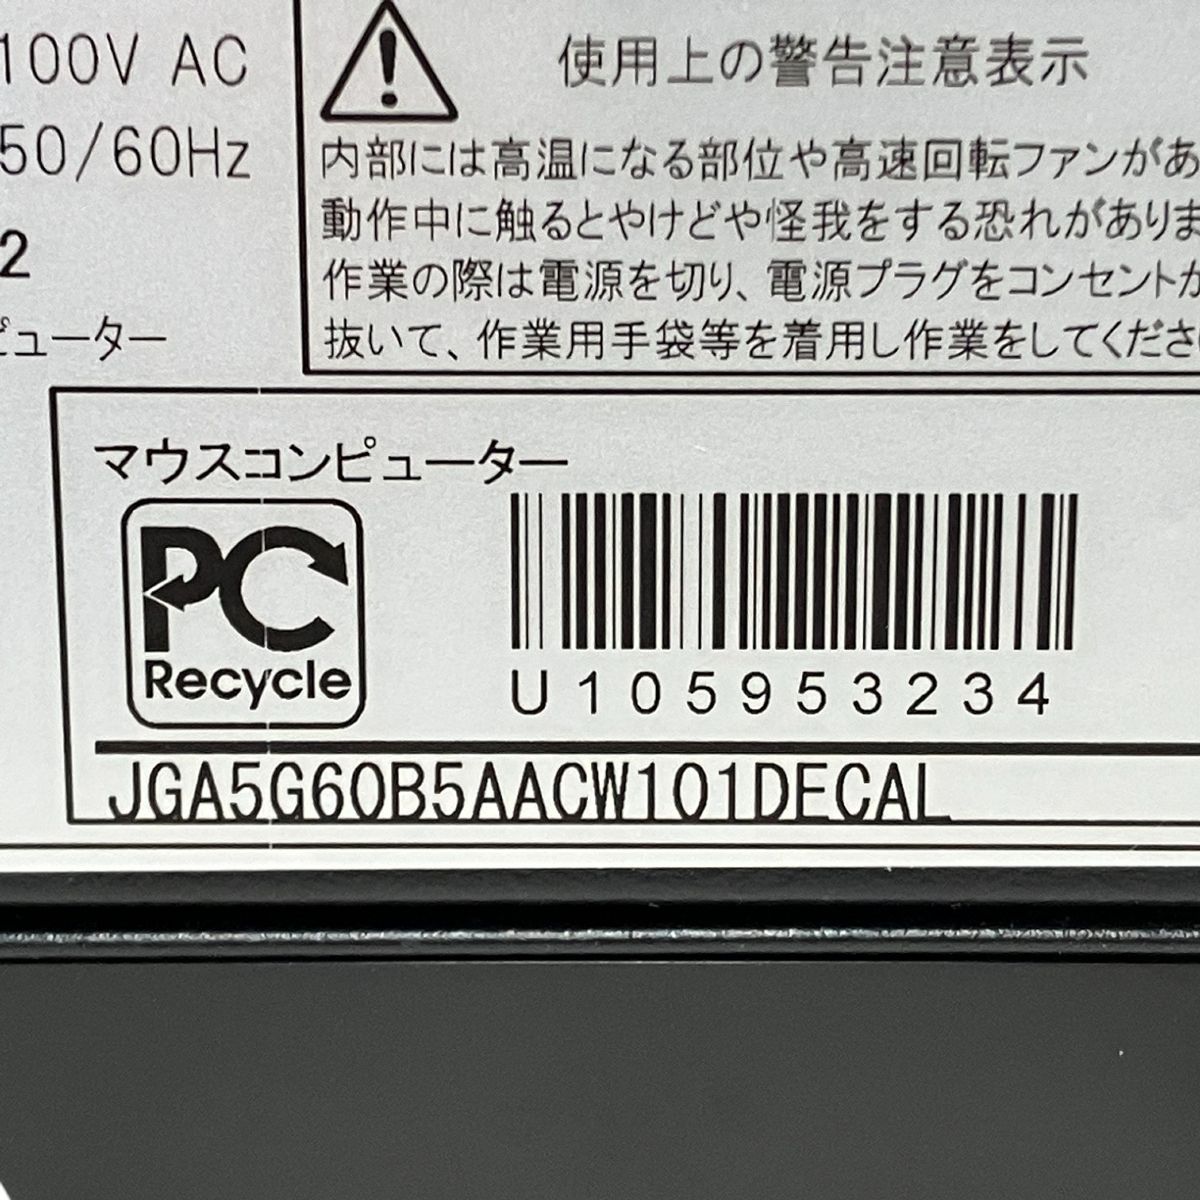 100V AC
50/60Hz
2
ピューター
使用上の警告注意表示
内部には高温になる部位や高速回転ファンがあ
動作中に触るとやけどや怪我をする恐れがありま
作業の際は電源を切り、電源プラグをコンセントか
抜いて、作業用手袋等を着用し作業をしてくださ
マウスコンピューター
PC
Recycle
U105953234
JGA5G60B5AACW101DECAL